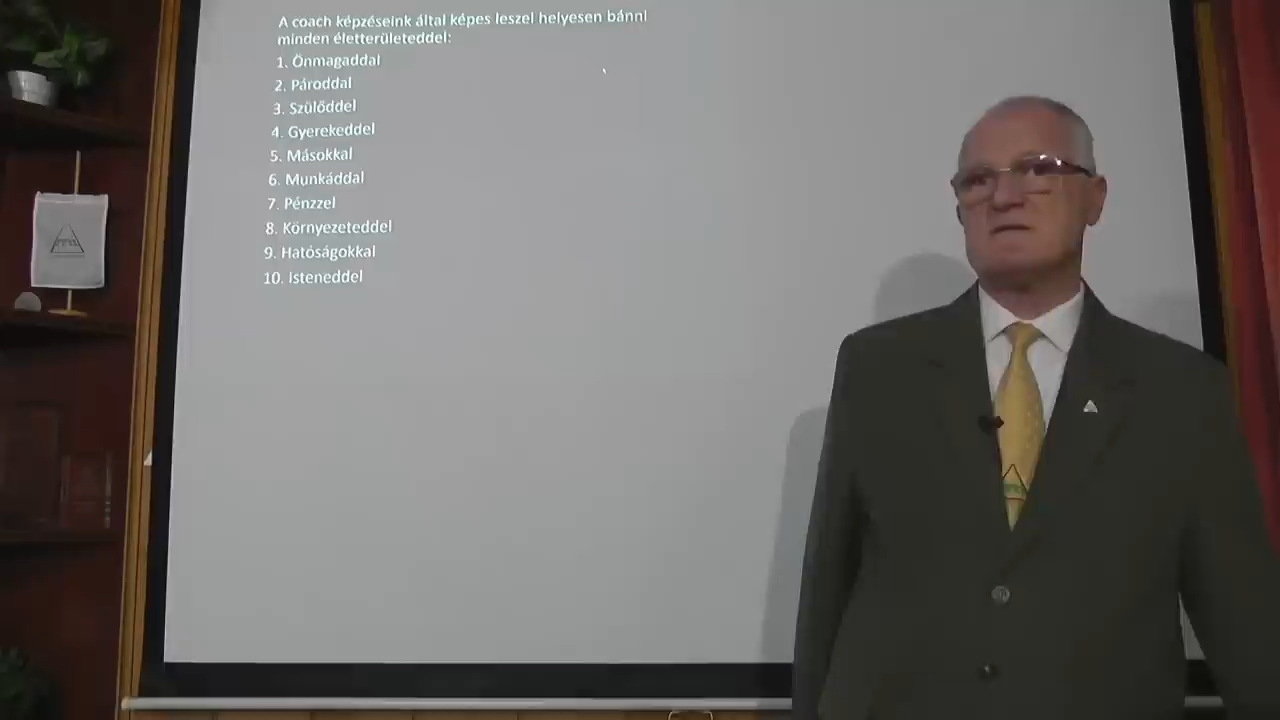 A coach képzéseink által képes leszel helyesen bánni
minden életterületeddel:
1. Önmagaddal
2. Pároddal
3. Szülőddel
4. Gyerekeddel
5. Másokkal
6. Munkáddal
7. Pénzzel
8. Környezeteddel
9. Hatóságokkal
10. Isteneddel